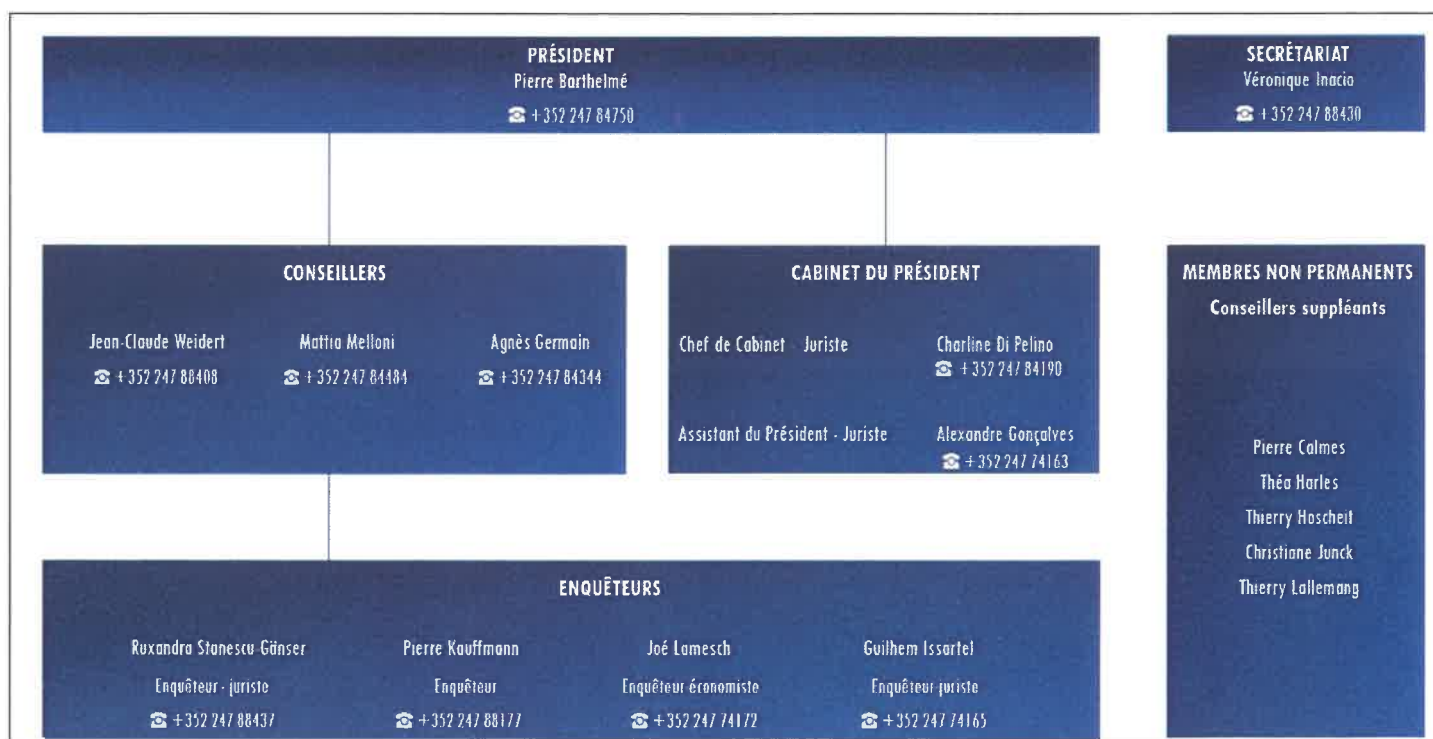 PRÉSIDENT
Pierre Barthelmé
☎ +352 247 84750
SECRÉTARIAT
Véronique Inacio
☎ +352 247 88430
CONSEILLERS
Jean-Claude Weidert
☎ +352 247 88408
Mattia Melloni
☎ +352 247 84484
Agnès Germain
☎ +352 247 84344
CABINET DU PRÉSIDENT
Chef de Cabinet - Juriste
Charline Di Pelino
☎ +352 247 84190
Assistant du Président - Juriste
Alexandre Gonçalves
☎ +352 247 74163
MEMBRES NON PERMANENTS
Conseillers suppléants
Pierre Calmes
Théa Harles
Thierry Hoscheit
Christiane Junck
Thierry Lallemang
ENQUÊTEURS
Ruxandra Stanescu-Gänser
Enquêteur - juriste
☎ +352 247 88437
Pierre Kauffmann
Enquêteur
☎ +352 247 88177
Joé Lamesch
Enquêteur économiste
☎ +352 247 74172
Guilhem Issartel
Enquêteur juriste
☎ +352 247 74165